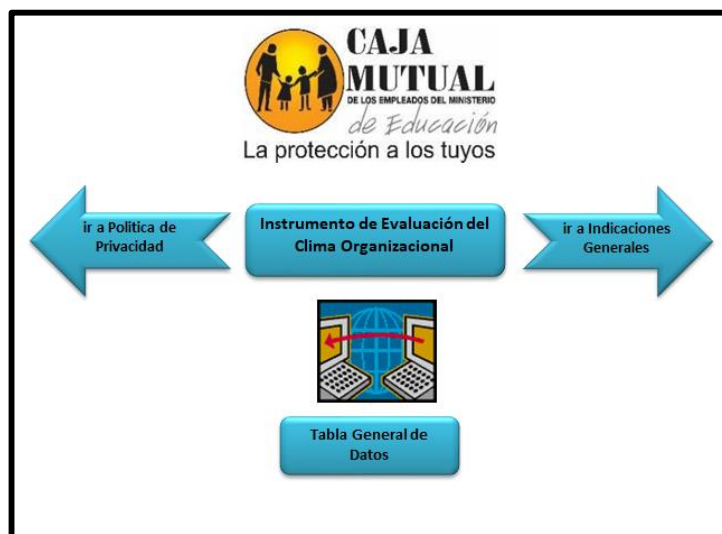 CAJA
MUTUAL
DE LOS EMPLEADOS DEL MINISTERIO
de Educación
La protección a los tuyos
ir a Politica de
Privacidad
Instrumento de Evaluación del
Clima Organizacional
ir a Indicaciones
Generales
Tabla General de
Datos